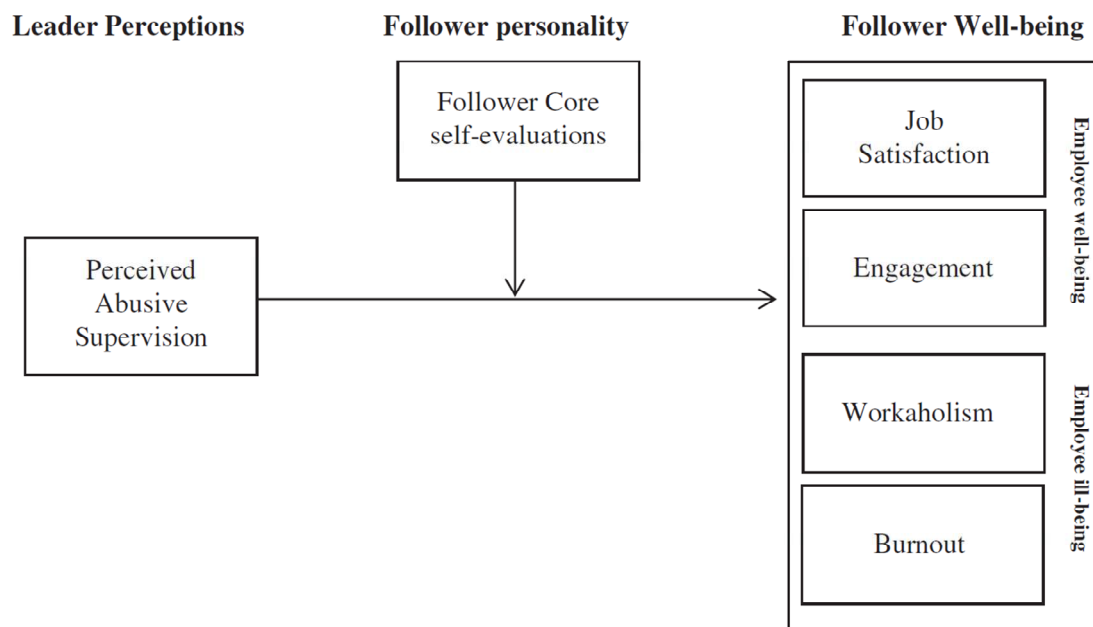 Leader Perceptions
Follower personality
Follower Well-being
Follower Core
self-evaluations
Perceived
Abusive
Supervision
Job
Satisfaction
Engagement
Employee well-being
Workaholism
Burnout
Employee ill-being